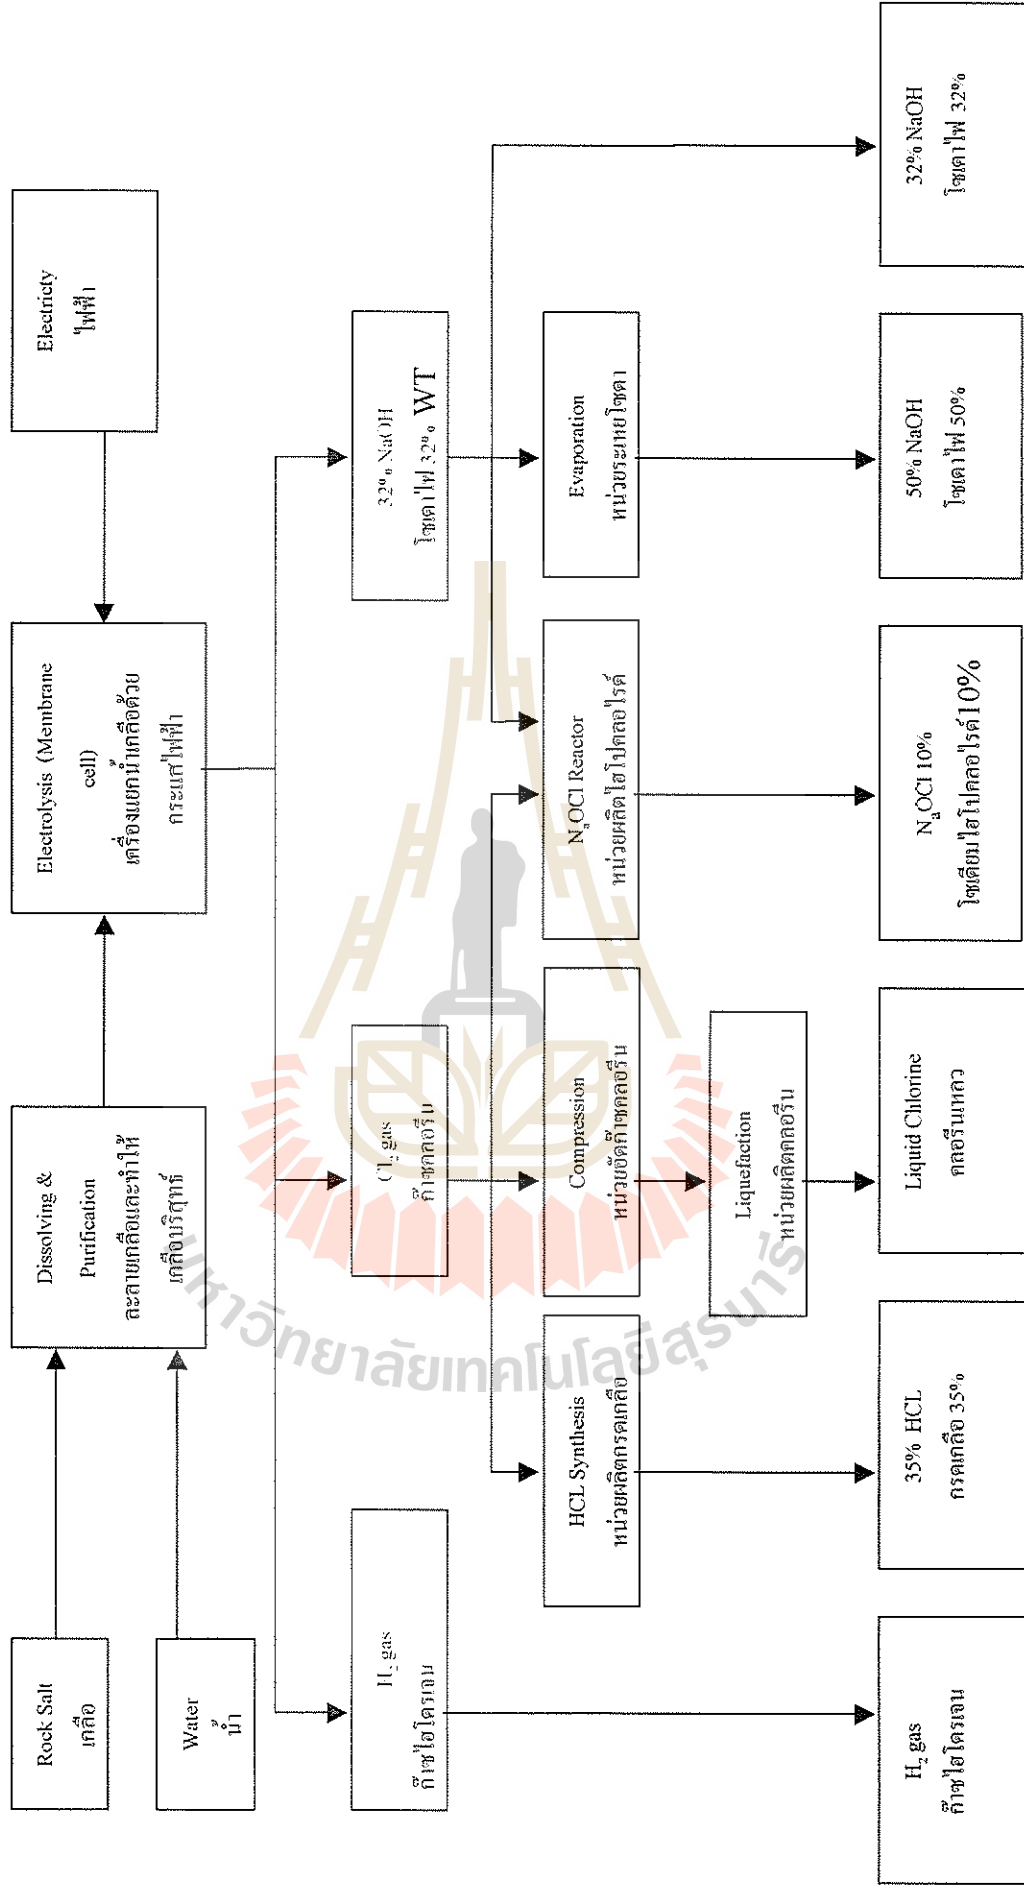 Rock Salt
เกลือ
Water
น้ำ
Dissolving &
Purification
ละลายเกลือและทำให้
เกลือบริสุทธิ์
Electrolysis (Membrane
cell)
เครื่องแยกน้ำเกลือด้วย
กระแสไฟฟ้า
Electricty
ไฟฟ้า
H₂ gas
ก๊าซไฮโดรเจน
Cl₂ gas
ก๊าซคลอรีน
32% NaOH
โซดาไฟ 32% WT
HCL Synthesis
หน่วยผลิตกรดเกลือ
Compression
หน่วยอัดก๊าซคลอรีน
NaOCl Reactor
หน่วยผลิตไฮโปคลอไรด์
Evaporation
หน่วยระเหยโซดา
Liquefaction
หน่วยผลิตคลอรีน
H₂ gas
ก๊าซไฮโดรเจน
35% HCL
กรดเกลือ 35%
Liquid Chlorine
คลอรีนเหลว
NaOCl 10%
โซเดียมไฮโปคลอไรด์ 10%
50% NaOH
โซดาไฟ 50%
32% NaOH
โซดาไฟ 32%
มหาวิทยาลัยเทคโนโลยีสุรนารี